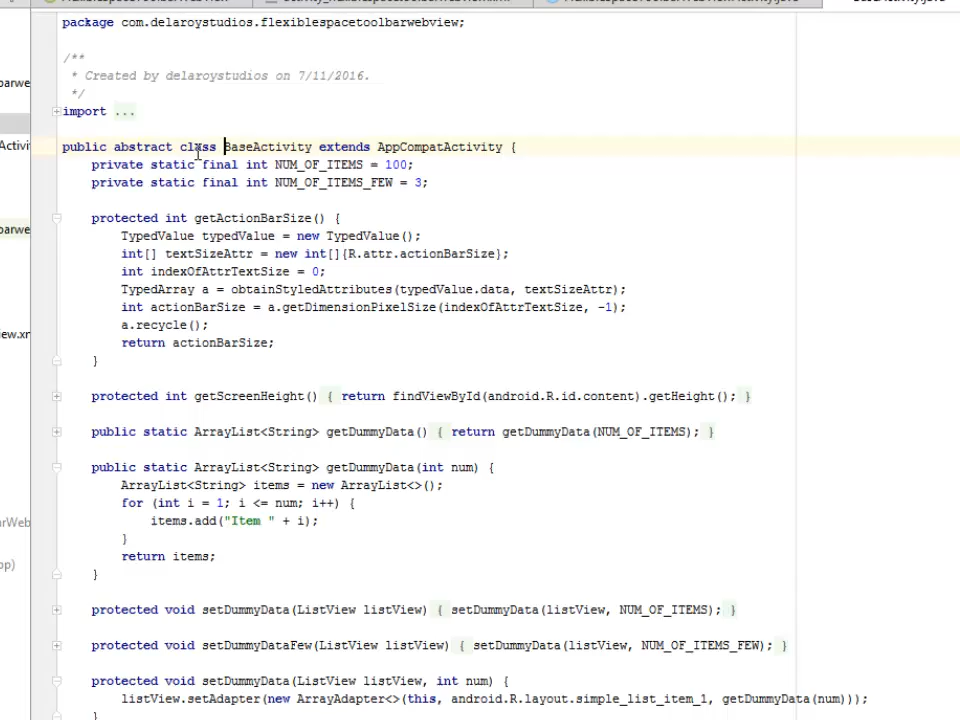 package com.delaroystudios.flexiblespacetoolbarwebview;
/**
* Created by delaroystudios on 7/11/2016.
*/
import ...
public abstract class BaseActivity extends AppCompatActivity {
private static final int NUM_OF_ITEMS = 100;
private static final int NUM_OF_ITEMS_FEW = 3;
protected int getActionBarSize() {
TypedValue typedValue = new TypedValue();
int[] textSizeAttr = new int[]{R.attr.actionBarSize};
int indexOfAttrTextSize = 0;
TypedArray a = obtainStyledAttributes(typedValue.data, textSizeAttr);
int actionBarSize = a.getDimensionPixelSize(indexOfAttrTextSize, -1);
a.recycle();
return actionBarSize;
}
protected int getScreenHeight() { return findViewById(android.R.id.content).getHeight(); }
public static ArrayList<String> getDummyData() { return getDummyData(NUM_OF_ITEMS); }
public static ArrayList<String> getDummyData(int num) {
ArrayList<String> items = new ArrayList<>();
for (int i = 1; i <= num; i++) {
items.add("Item " + i);
}
return items;
}
protected void setDummyData(ListView listView) { setDummyData(listView, NUM_OF_ITEMS); }
protected void setDummyDataFew(ListView listView) { setDummyData(listView, NUM_OF_ITEMS_FEW); }
protected void setDummyData(ListView listView, int num) {
listView.setAdapter(new ArrayAdapter<>(this, android.R.layout.simple_list_item_1, getDummyData(num)));
}